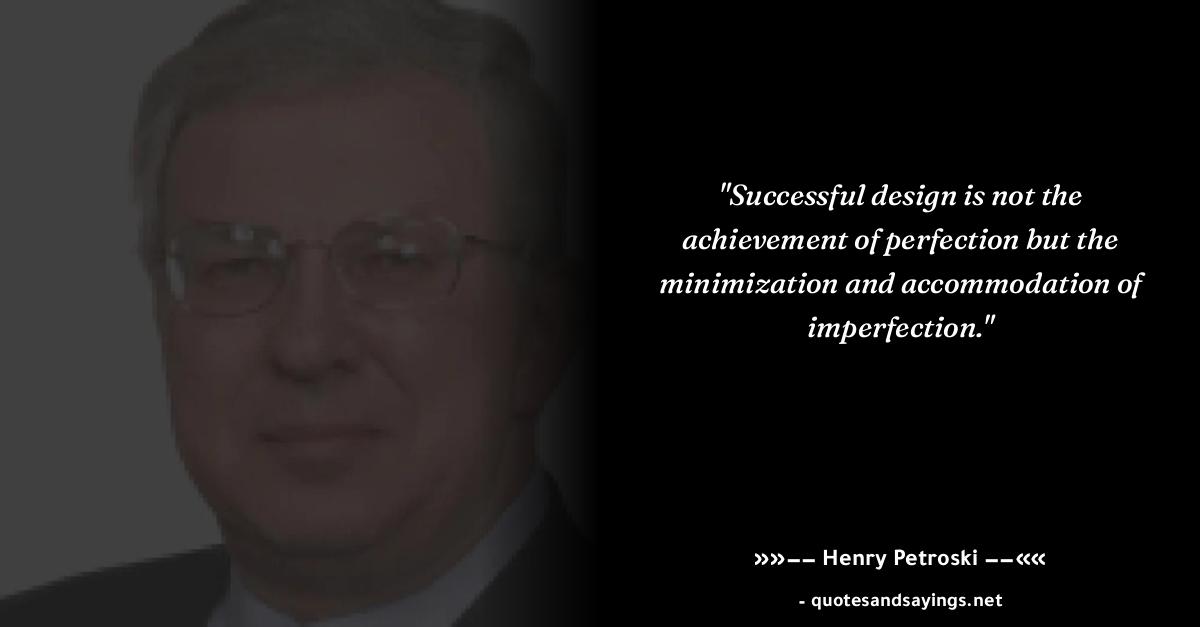 "Successful design is not the
achievement of perfection but the
minimization and accommodation of
imperfection."
»»–– Henry Petroski ––««
- quotesandsayings.net